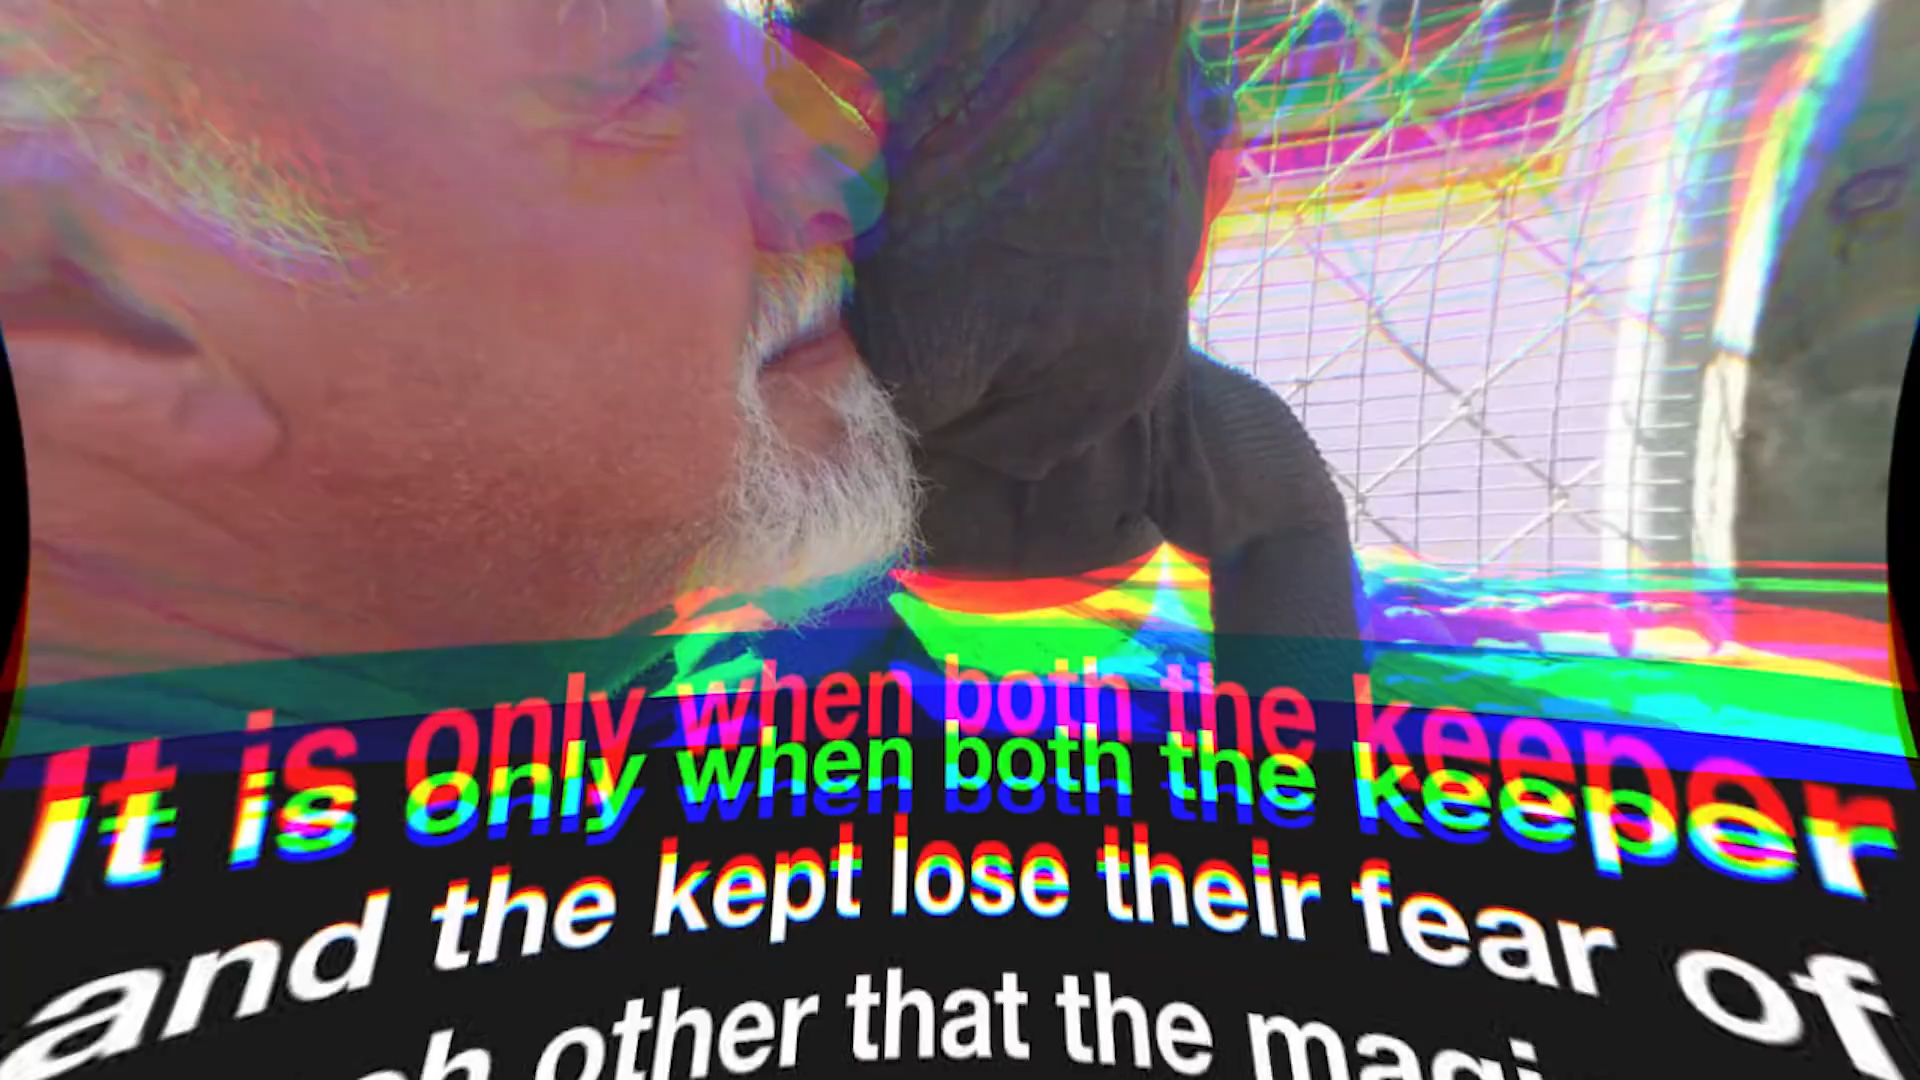 It is only when both the keeper
and the kept lose their fear of
other that the